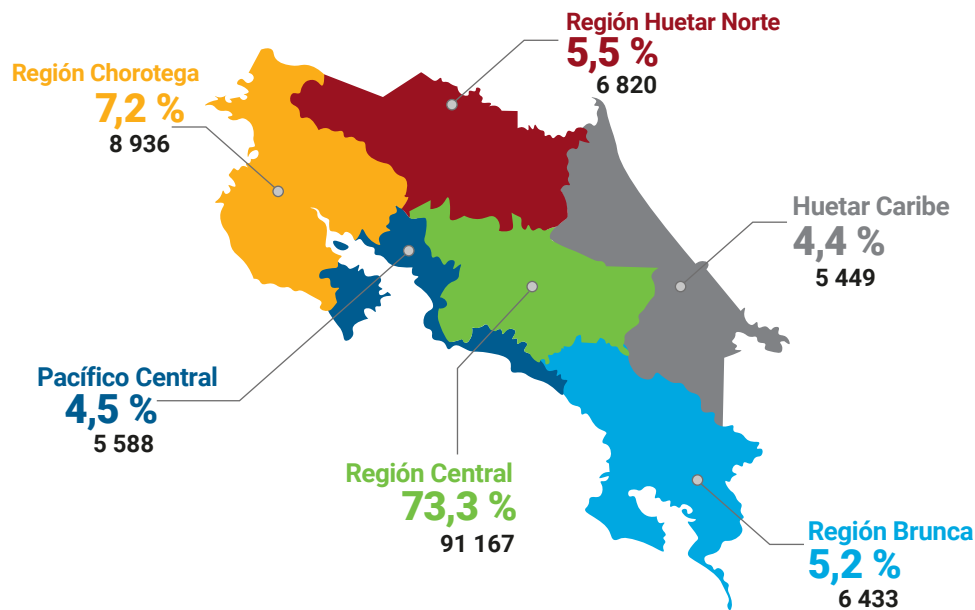 Región Huetar Norte
5,5 %
6 820
Región Chorotega
7,2 %
8 936
Huetar Caribe
4,4 %
5 449
Pacífico Central
4,5 %
5 588
Región Central
73,3 %
91 167
Región Brunca
5,2 %
6 433